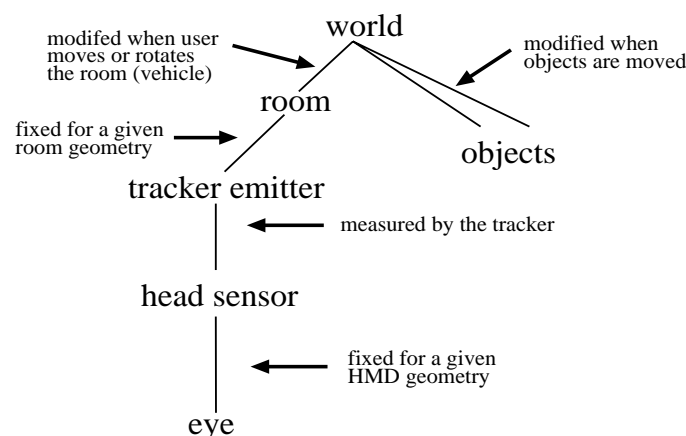 world
modifed when user
moves or rotates
the room (vehicle)
modified when
objects are moved
room
fixed for a given
room geometry
objects
tracker emitter
measured by the tracker
head sensor
fixed for a given
HMD geometry
eye